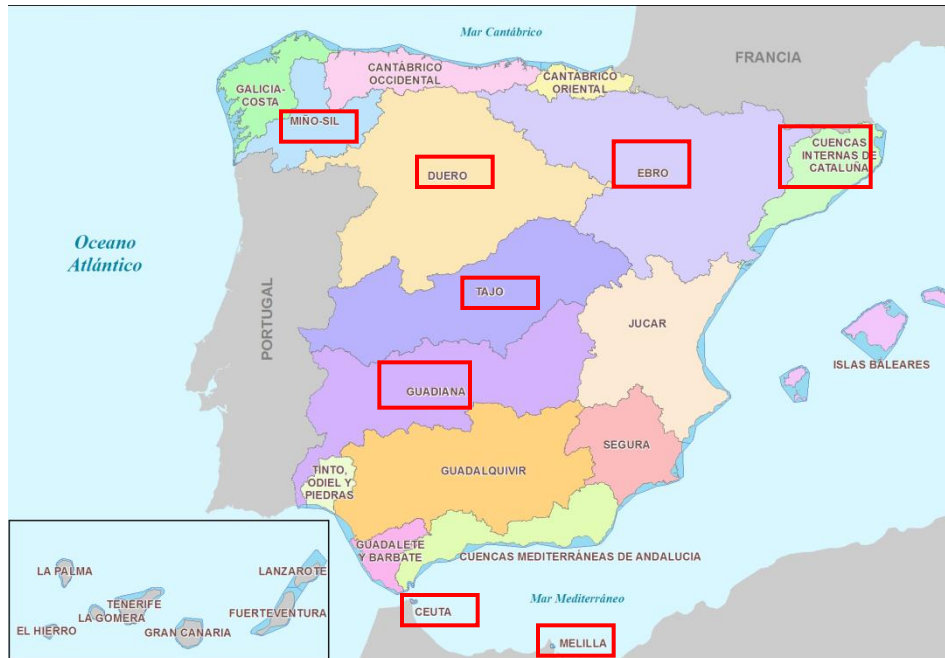 Mar Cantábrico
FRANCIA
CANTÁBRICO
OCCIDENTAL
CANTÁBRICO
ORIENTAL
GALICIA-
COSTA
MIÑO-SIL
CUENCAS
INTERNAS DE
CATALUÑA
DUERO
EBRO
Oceano
Atlántico
TAJO
PORTUGAL
JUCAR
ISLAS BALEARES
GUADIANA
SEGURA
TINTO,
ODIEL Y
PIEDRAS
GUADALQUIVIR
GUADALETE
Y BARBATE
CUENCAS MEDITERRÁNEAS DE ANDALUCIA
LA PALMA
LANZAROTE
TENERIFE
LA GOMERA
FUERTEVENTURA
EL HIERRO
GRAN CANARIA
Mar Mediterráneo
CEUTA
MELILLA